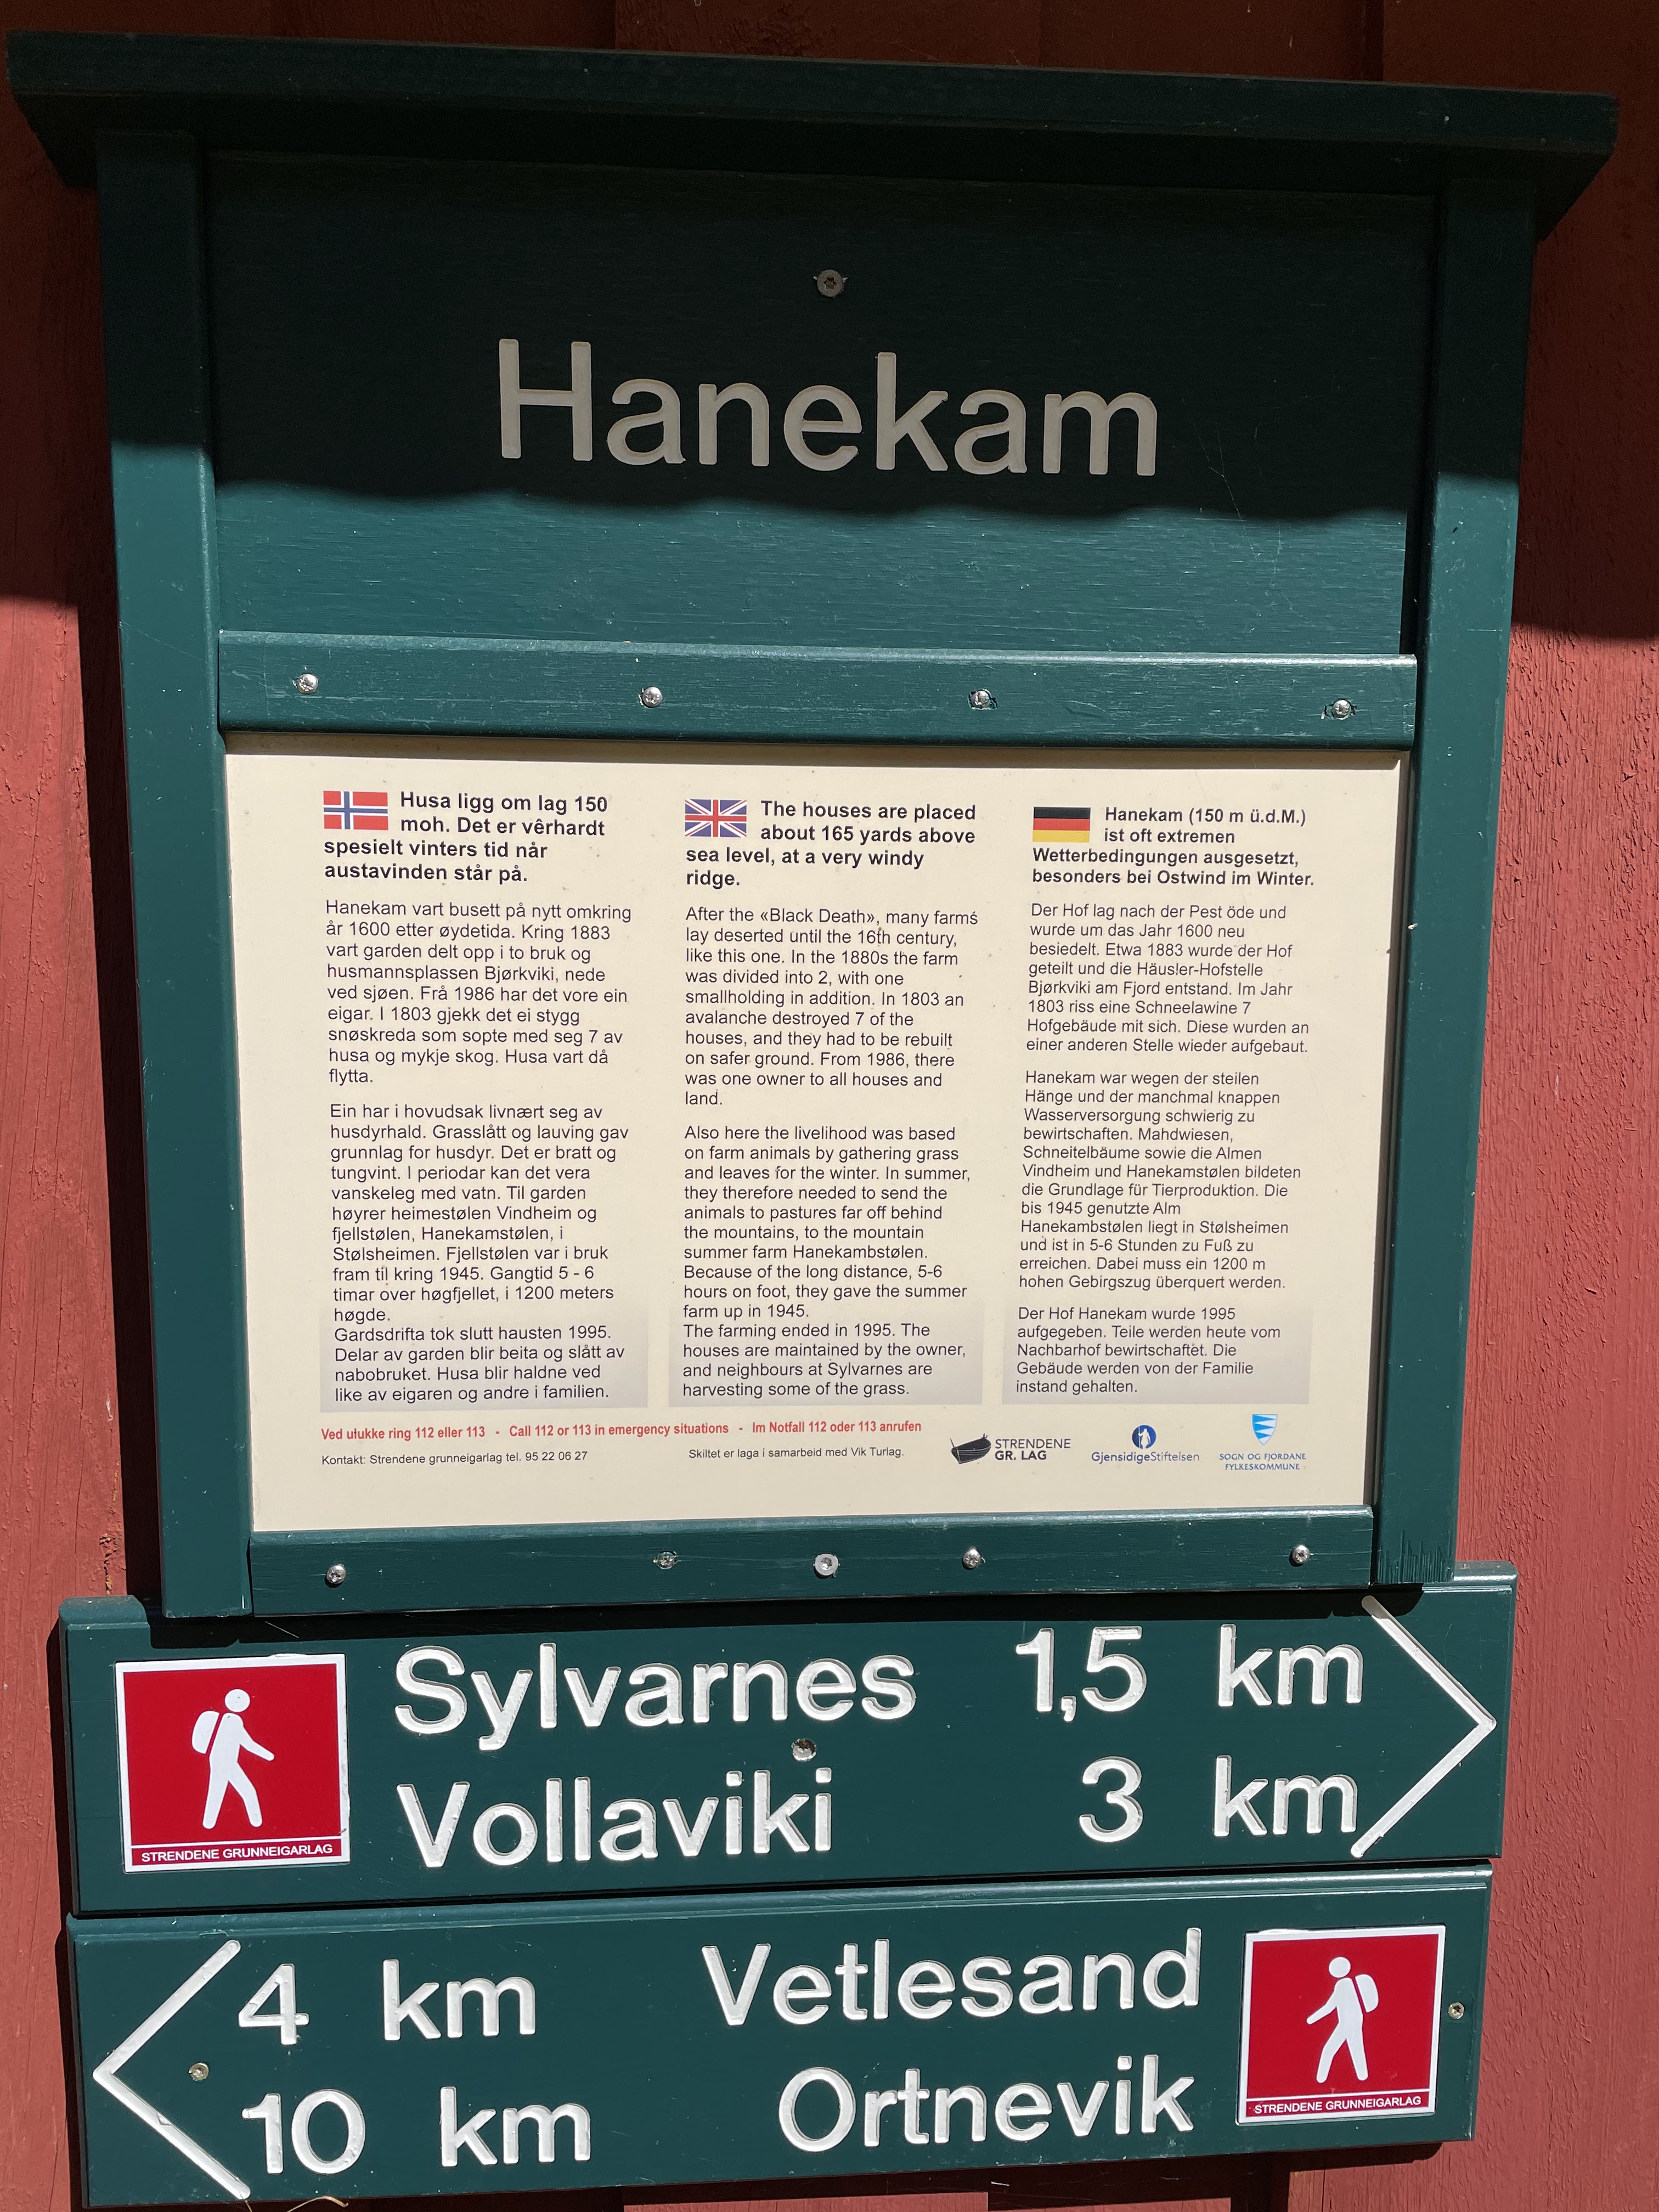 Hanekam
Husa ligg om lag 150
moh. Det er vêrhardt
spesielt vinters tid når
austavinden står på.
Hanekam vart busett på nytt omkring
år 1600 etter øydetida. Kring 1883
vart garden delt opp i to bruk og
husmannsplassen Bjørkviki, nede
ved sjøen. Frå 1986 har det vore ein
eigar. I 1803 gjekk det ei stygg
snøskreda som sopte med seg 7 av
husa og mykje skog. Husa vart då
flytta.
Ein har i hovudsak livnært seg av
husdyrhald. Grasslått og lauving gav
grunnlag for husdyr. Det er bratt og
tungvint. I periodar kan det vera
vanskeleg med vatn. Til garden
høyrer heimestølen Vindheim og
fjellstølen, Hanekamstølen, i
Stølsheimen. Fjellstølen var i bruk
fram til kring 1945. Gangtid 5 - 6
timar over høgfjellet, i 1200 meters
høgde.
Gardsdrifta tok slutt hausten 1995.
Delar av garden blir beita og slått av
nabobruket. Husa blir haldne ved
like av eigaren og andre i familien.
The houses are placed
about 165 yards above
sea level, at a very windy
ridge.
After the «Black Death», many farms
lay deserted until the 16th century,
like this one. In the 1880s the farm
was divided into 2, with one
smallholding in addition. In 1803 an
avalanche destroyed 7 of the
houses, and they had to be rebuilt
on safer ground. From 1986, there
was one owner to all houses and
land.
Also here the livelihood was based
on farm animals by gathering grass
and leaves for the winter. In summer,
they therefore needed to send the
animals to pastures far off behind
the mountains, to the mountain
summer farm Hanekambstølen.
Because of the long distance, 5-6
hours on foot, they gave the summer
farm up in 1945.
The farming ended in 1995. The
houses are maintained by the owner,
and neighbours at Sylvarnes are
harvesting some of the grass.
Hanekam (150 m ü.d.M.)
ist oft extremen
Wetterbedingungen ausgesetzt,
besonders bei Ostwind im Winter.
Der Hof lag nach der Pest öde und
wurde um das Jahr 1600 neu
besiedelt. Etwa 1883 wurde der Hof
geteilt und die Häusler-Hofstelle
Bjørkviki am Fjord entstand. Im Jahr
1803 riss eine Schneelawine 7
Hofgebäude mit sich. Diese wurden an
einer anderen Stelle wieder aufgebaut.
Hanekam war wegen der steilen
Hänge und der manchmal knappen
Wasserversorgung schwierig zu
bewirtschaften. Mahdwiesen,
Schneitelbäume sowie die Almen
Vindheim und Hanekamstølen bildeten
die Grundlage für Tierproduktion. Die
bis 1945 genutzte Alm
Hanekambstølen liegt in Stølsheimen
und ist in 5-6 Stunden zu Fuß zu
erreichen. Dabei muss ein 1200 m
hohen Gebirgszug überquert werden.
Der Hof Hanekam wurde 1995
aufgegeben. Teile werden heute vom
Nachbarhof bewirtschaftet. Die
Gebäude werden von der Familie
instand gehalten.
Ved ulukke ring 112 eller 113 - Call 112 or 113 in emergency situations - Im Notfall 112 oder 113 anrufen
Kontakt: Strendene grunneigarlag tel. 95 22 06 27
Skiltet er laga i samarbeid med Vik Turlag.
STRENDENE
GR. LAG
GjensidigeStiftelsen
SOGN OG FJORDANE
FYLKESKOMMUNE
Sylvarnes 1,5 km
Vollaviki 3 km
STRENDENE GRUNNEIGARLAG
4 km Vetlesand
10 km Ortnevik
STRENDENE GRUNNEIGARLAG